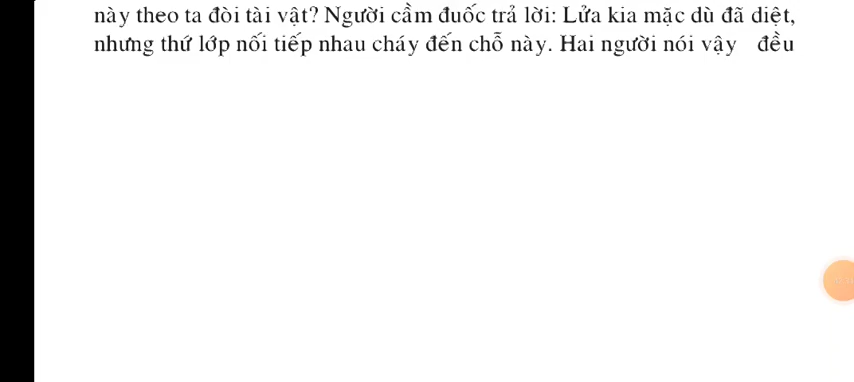 này theo ta đòi tài vật? Người cầm đuốc trả lời: Lửa kia mặc dù đã diệt,
nhưng thứ lớp nối tiếp nhau cháy đến chỗ này. Hai người nói vậy đều